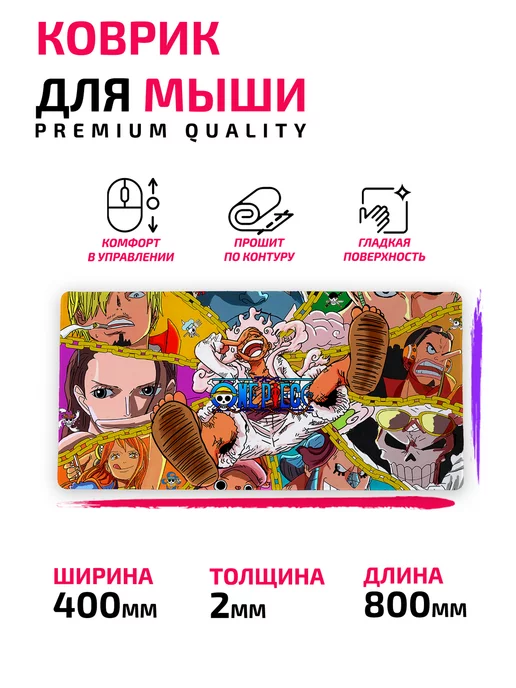 КОВРИК
ДЛЯ МЫШИ
PREMIUM QUALITY
КОМФОРТ
В УПРАВЛЕНИИ
ПРОШИТ
ПО КОНТУРУ
ГЛАДКАЯ
ПОВЕРХНОСТЬ
ONE PIECE
ШИРИНА
400мм
ТОЛЩИНА
2мм
ДЛИНА
800мм